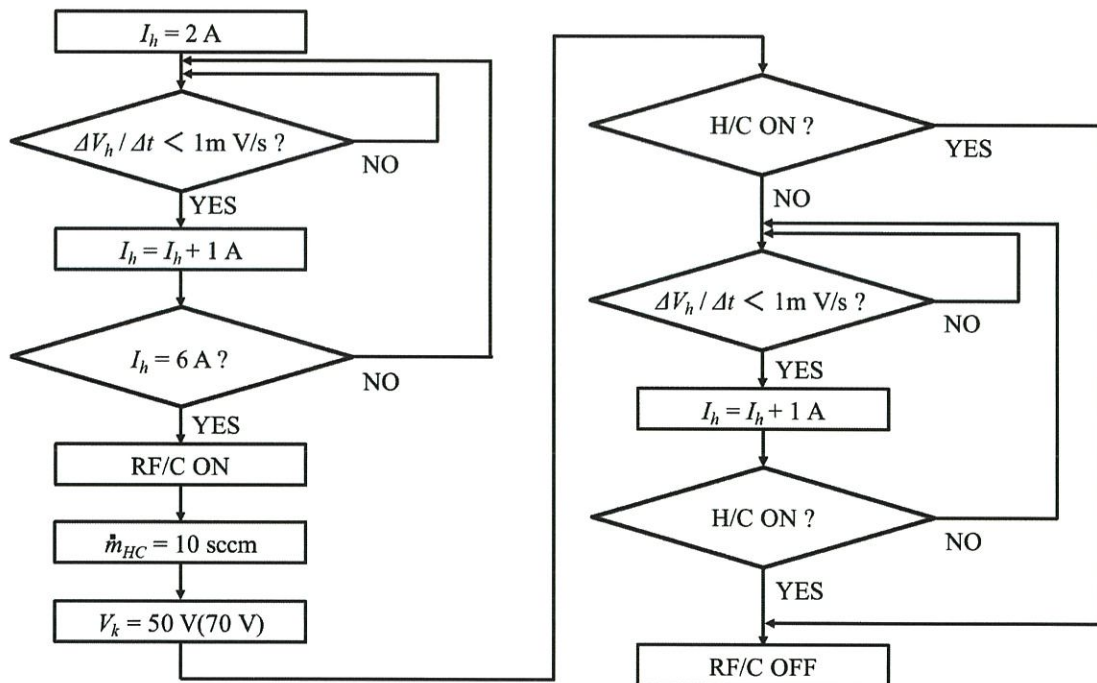 I_h = 2 A
ΔV_h / Δt < 1m V/s ?
NO
YES
I_h = I_h + 1 A
I_h = 6 A ?
NO
YES
RF/C ON
ṁ_HC = 10 sccm
V_k = 50 V(70 V)
H/C ON ?
YES
NO
ΔV_h / Δt < 1m V/s ?
NO
YES
I_h = I_h + 1 A
H/C ON ?
NO
YES
RF/C OFF